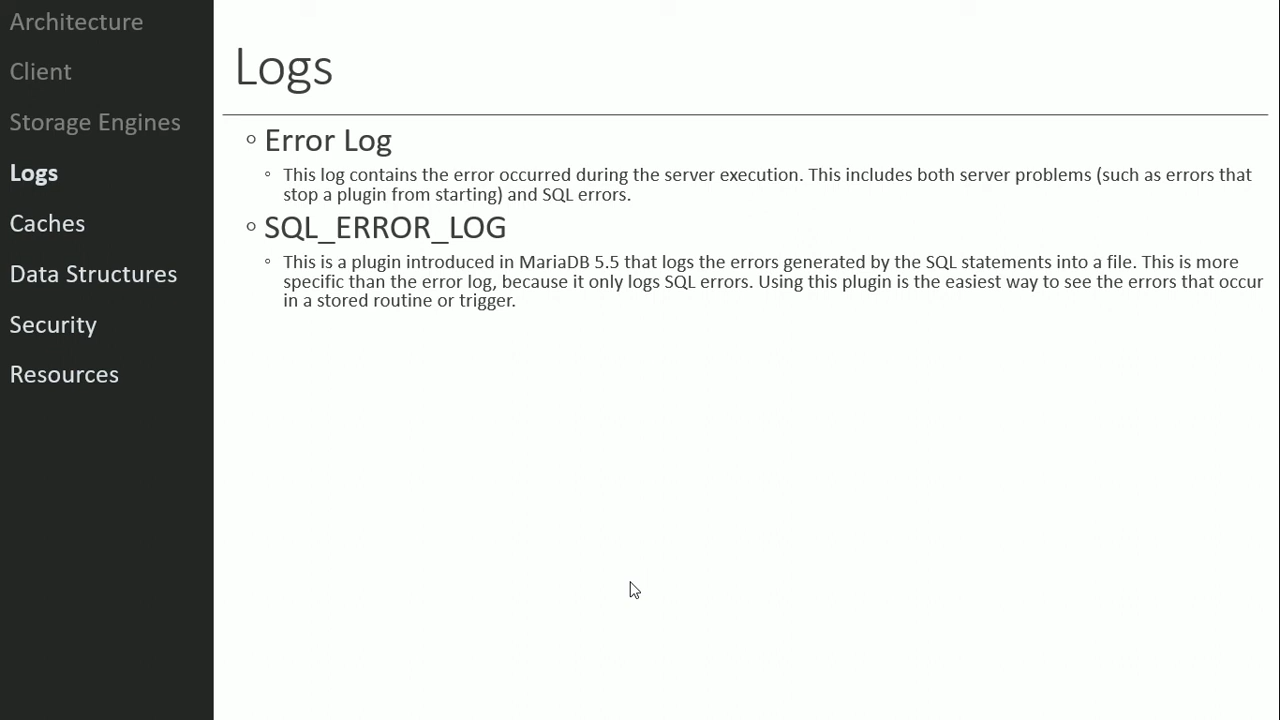 Architecture
Client
Storage Engines
Logs
Caches
Data Structures
Security
Resources
Logs
Error Log
This log contains the error occurred during the server execution. This includes both server problems (such as errors that
stop a plugin from starting) and SQL errors.
SQL_ERROR_LOG
This is a plugin introduced in MariaDB 5.5 that logs the errors generated by the SQL statements into a file. This is more
specific than the error log, because it only logs SQL errors. Using this plugin is the easiest way to see the errors that occur
in a stored routine or trigger.